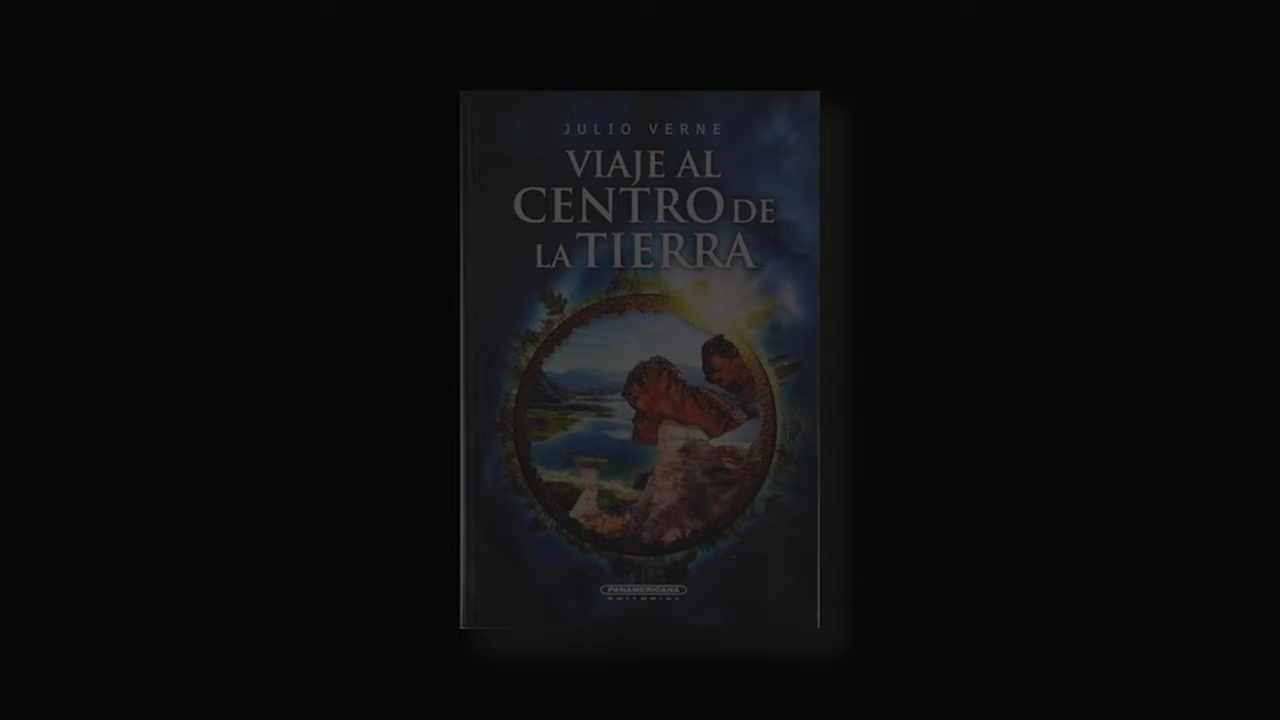 JULIO VERNE
VIAJE AL
CENTRO DE
LA TIERRA
PANAMERICANA
EDITORIAL